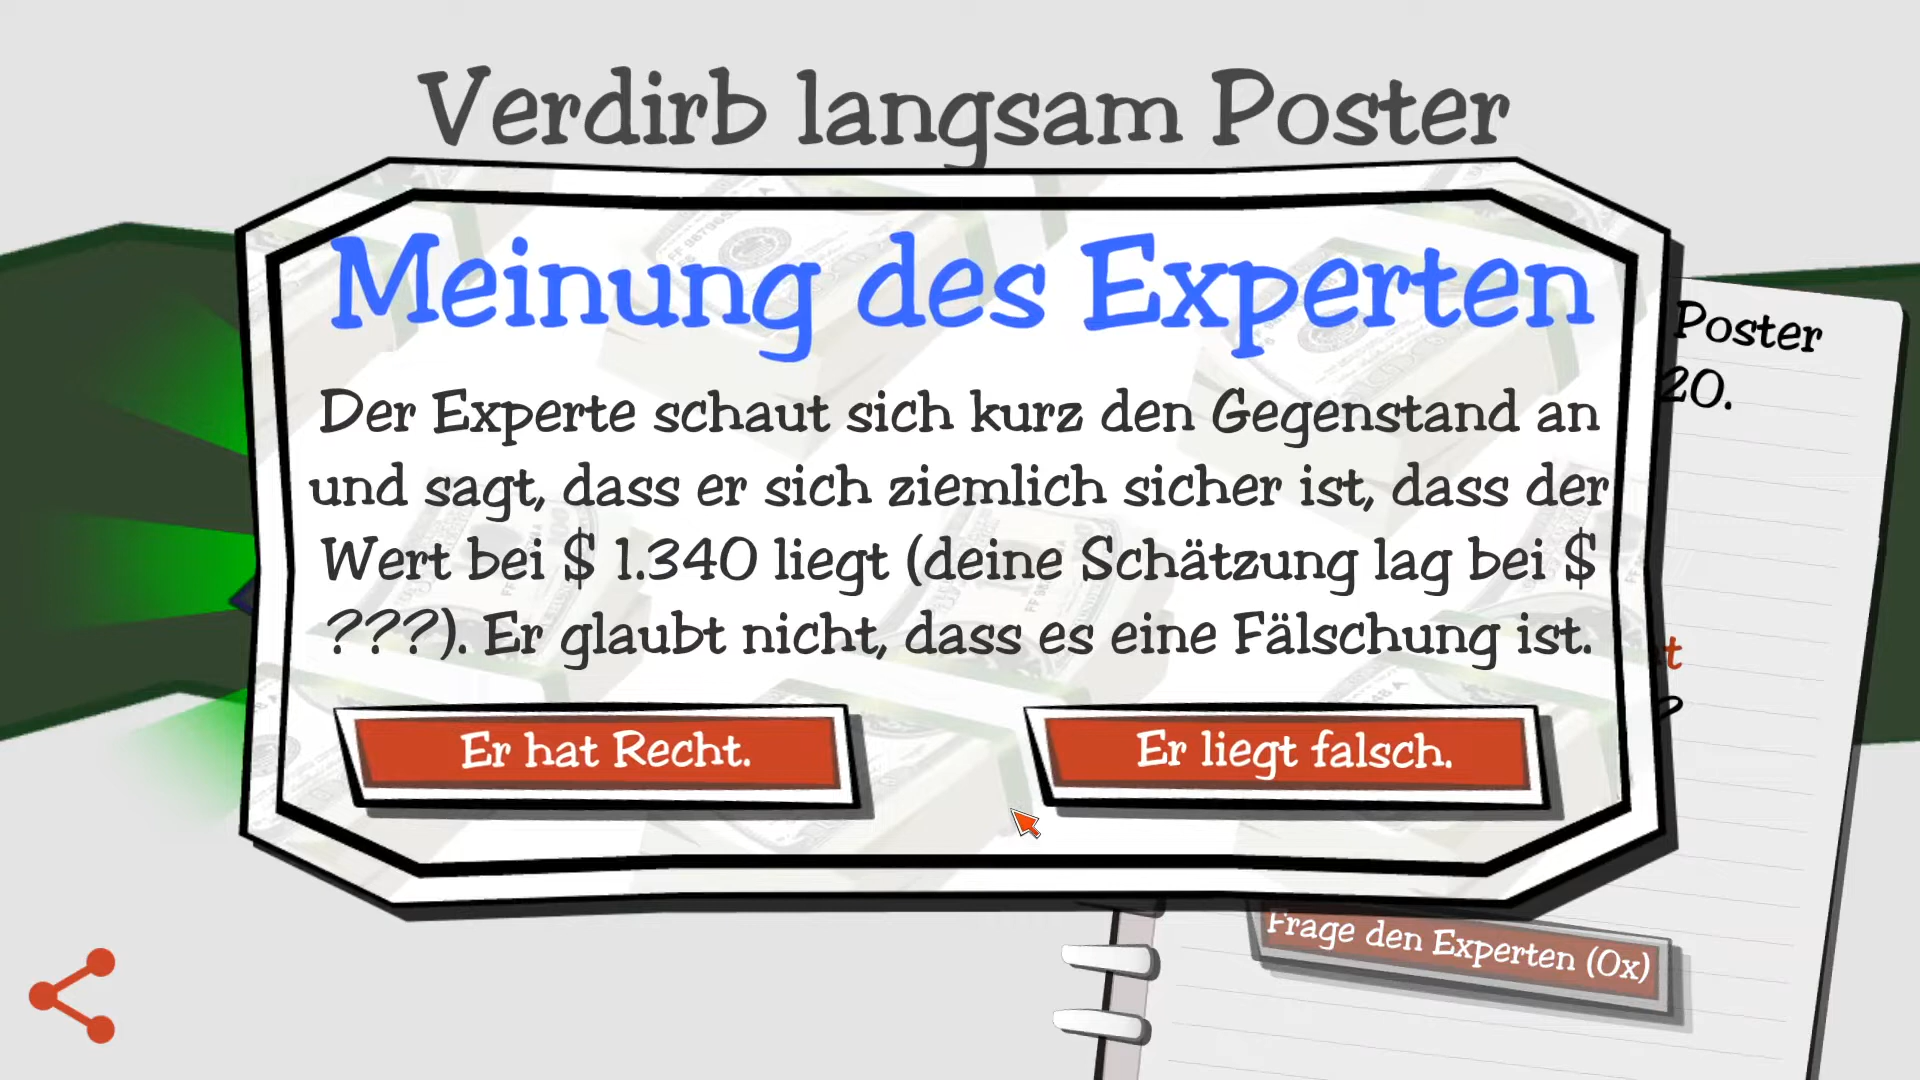 Verdirb langsam Poster
Meinung des Experten
Der Experte schaut sich kurz den Gegenstand an
und sagt, dass er sich ziemlich sicher ist, dass der
Wert bei $ 1.340 liegt (deine Schätzung lag bei $
???). Er glaubt nicht, dass es eine Fälschung ist.
Er hat Recht.
Er liegt falsch.
Poster
20.
t
?
Frage den Experten (0x)